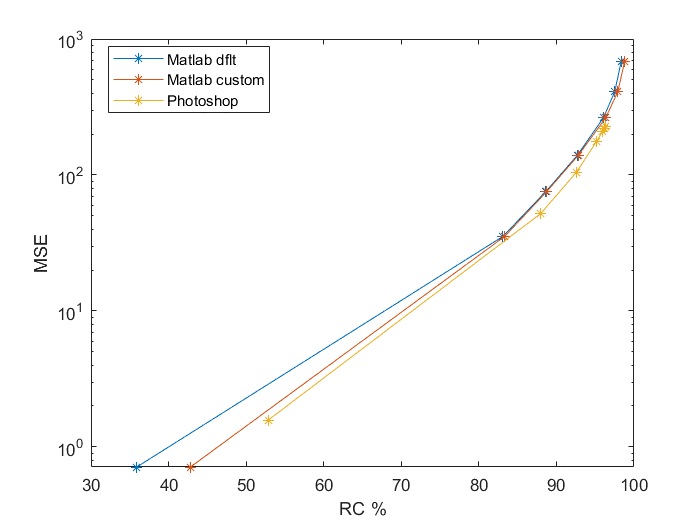 10^3
Matlab dflt
Matlab custom
Photoshop
10^2
MSE
10^1
10^0
30 40 50 60 70 80 90 100
RC %